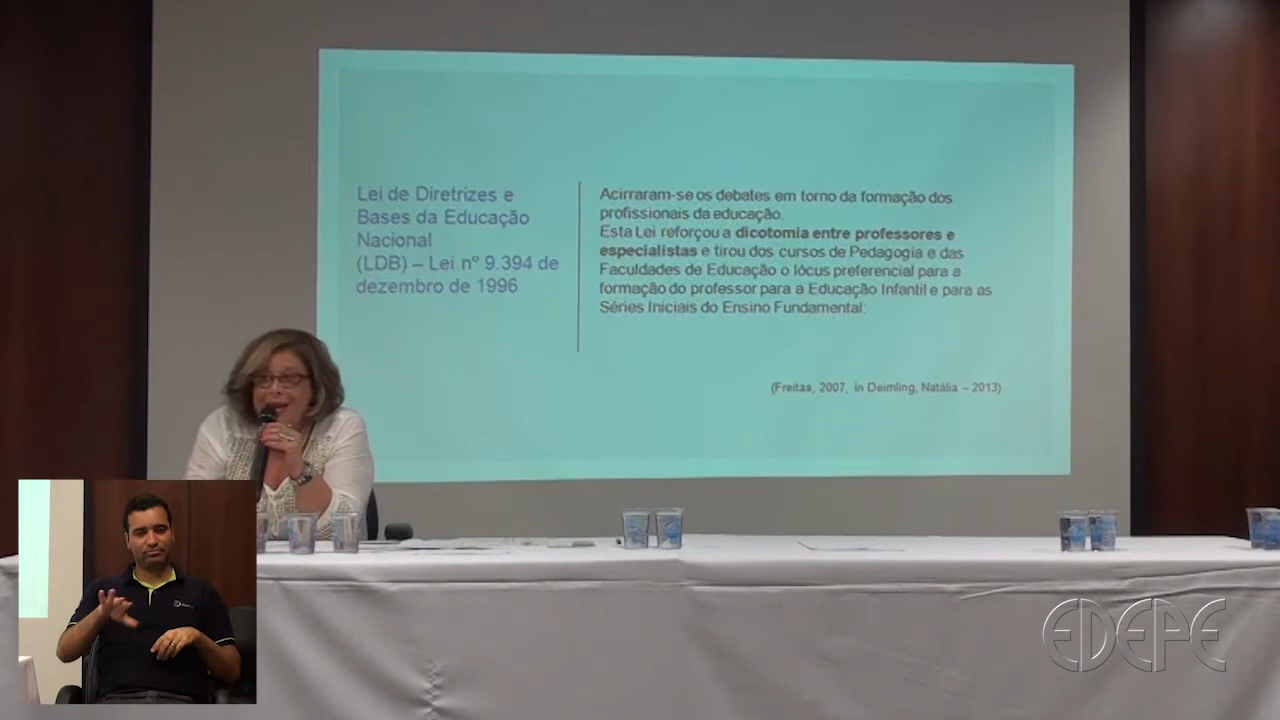 Lei de Diretrizes e
Bases da Educação
Nacional
(LDB) – Lei nº 9.394 de
dezembro de 1996
Acirraram-se os debates em torno da formação dos
profissionais da educação.
Esta Lei reforçou a dicotomia entre professores e
especialistas e tirou dos cursos de Pedagogia e das
Faculdades de Educação o lócus preferencial para a
formação do professor para a Educação Infantil e para as
Séries Iniciais do Ensino Fundamental.
(Freitas, 2007, in Deimling, Natália – 2013)
EDEPE